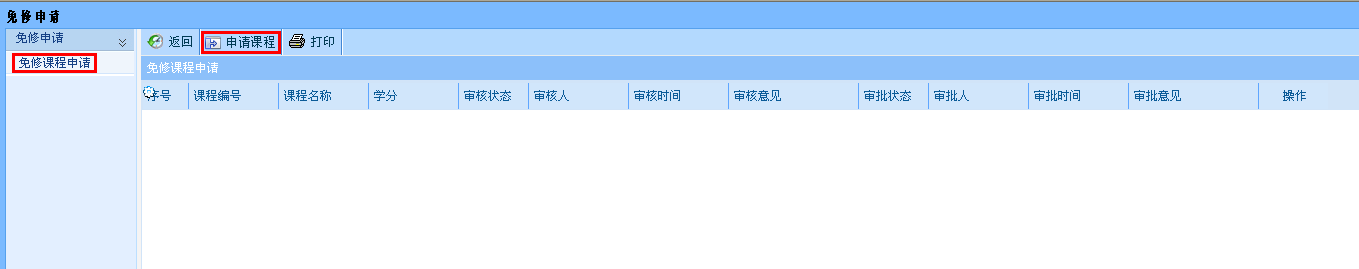 免修申请
免修申请
免修课程申请
返回 申请课程 打印
免修课程申请
序号 课程编号 课程名称 学分 审核状态 审核人 审核时间 审核意见 审批状态 审批人 审批时间 审批意见 操作